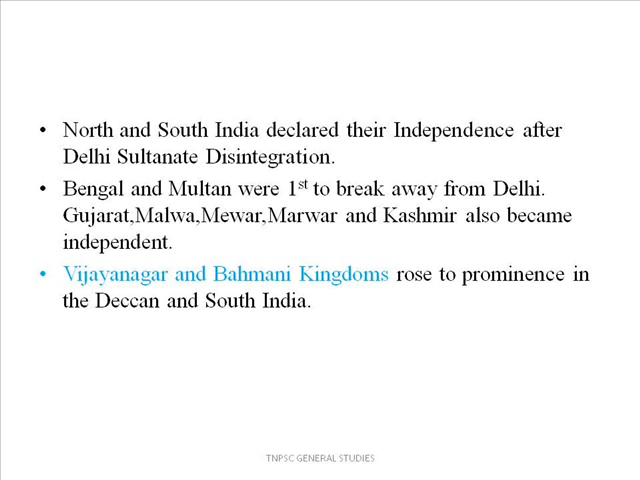 • North and South India declared their Independence after
Delhi Sultanate Disintegration.
• Bengal and Multan were 1st to break away from Delhi.
Gujarat,Malwa,Mewar,Marwar and Kashmir also became
independent.
• Vijayanagar and Bahmani Kingdoms rose to prominence in
the Deccan and South India.
TNPSC GENERAL STUDIES